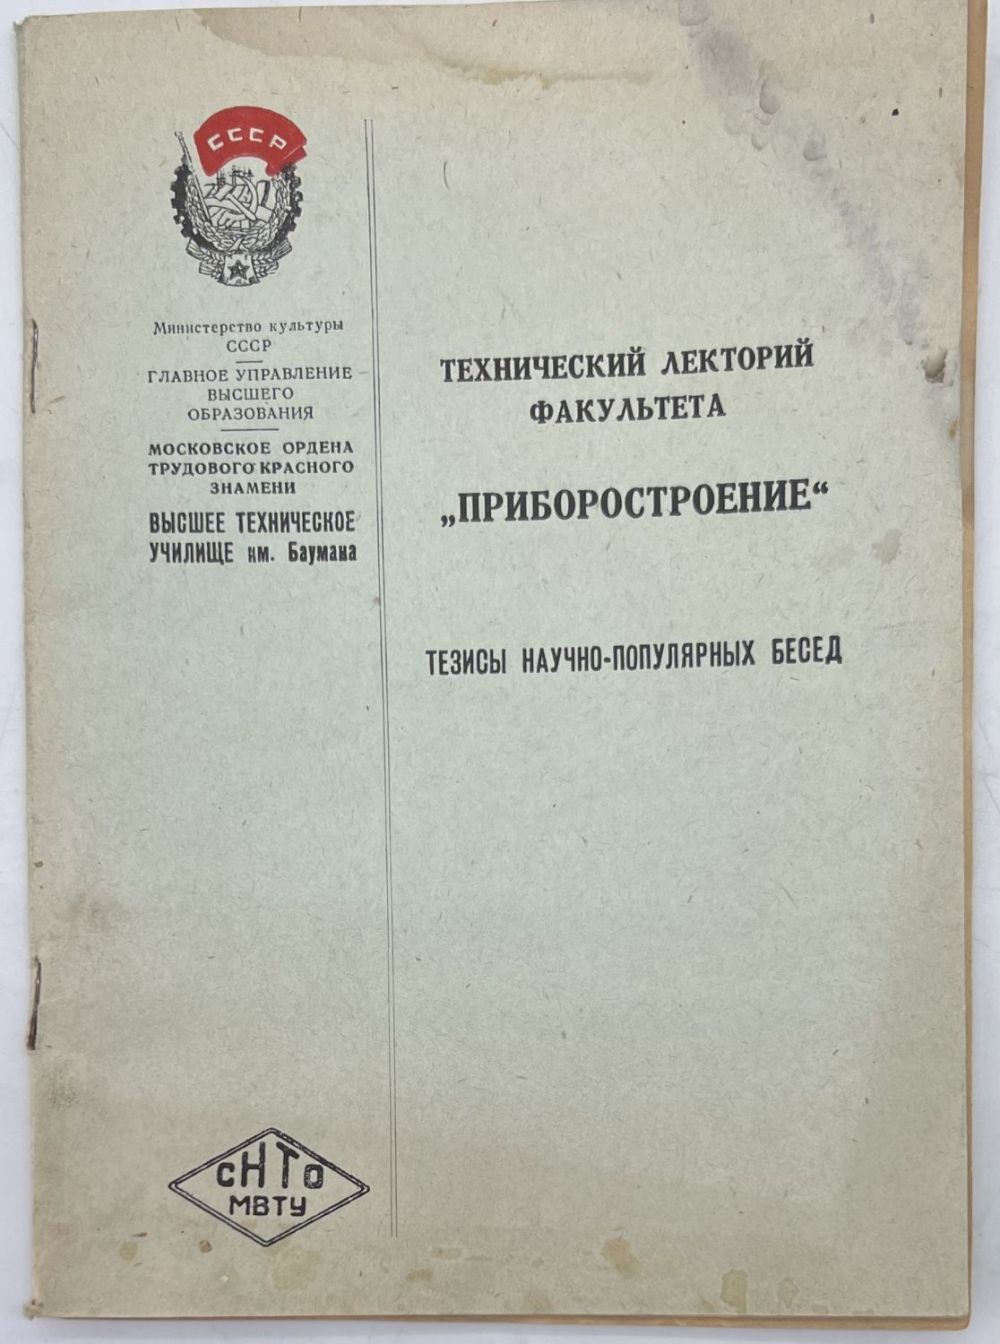 СССР
Министерство культуры
СССР
ГЛАВНОЕ УПРАВЛЕНИЕ
ВЫСШЕГО
ОБРАЗОВАНИЯ
МОСКОВСКОЕ ОРДЕНА
ТРУДОВОГО КРАСНОГО
ЗНАМЕНИ
ВЫСШЕЕ ТЕХНИЧЕСКОЕ
УЧИЛИЩЕ им. Баумана
ТЕХНИЧЕСКИЙ ЛЕКТОРИЙ
ФАКУЛЬТЕТА
„ПРИБОРОСТРОЕНИЕ“
ТЕЗИСЫ НАУЧНО-ПОПУЛЯРНЫХ БЕСЕД
сНТо
МВТУ